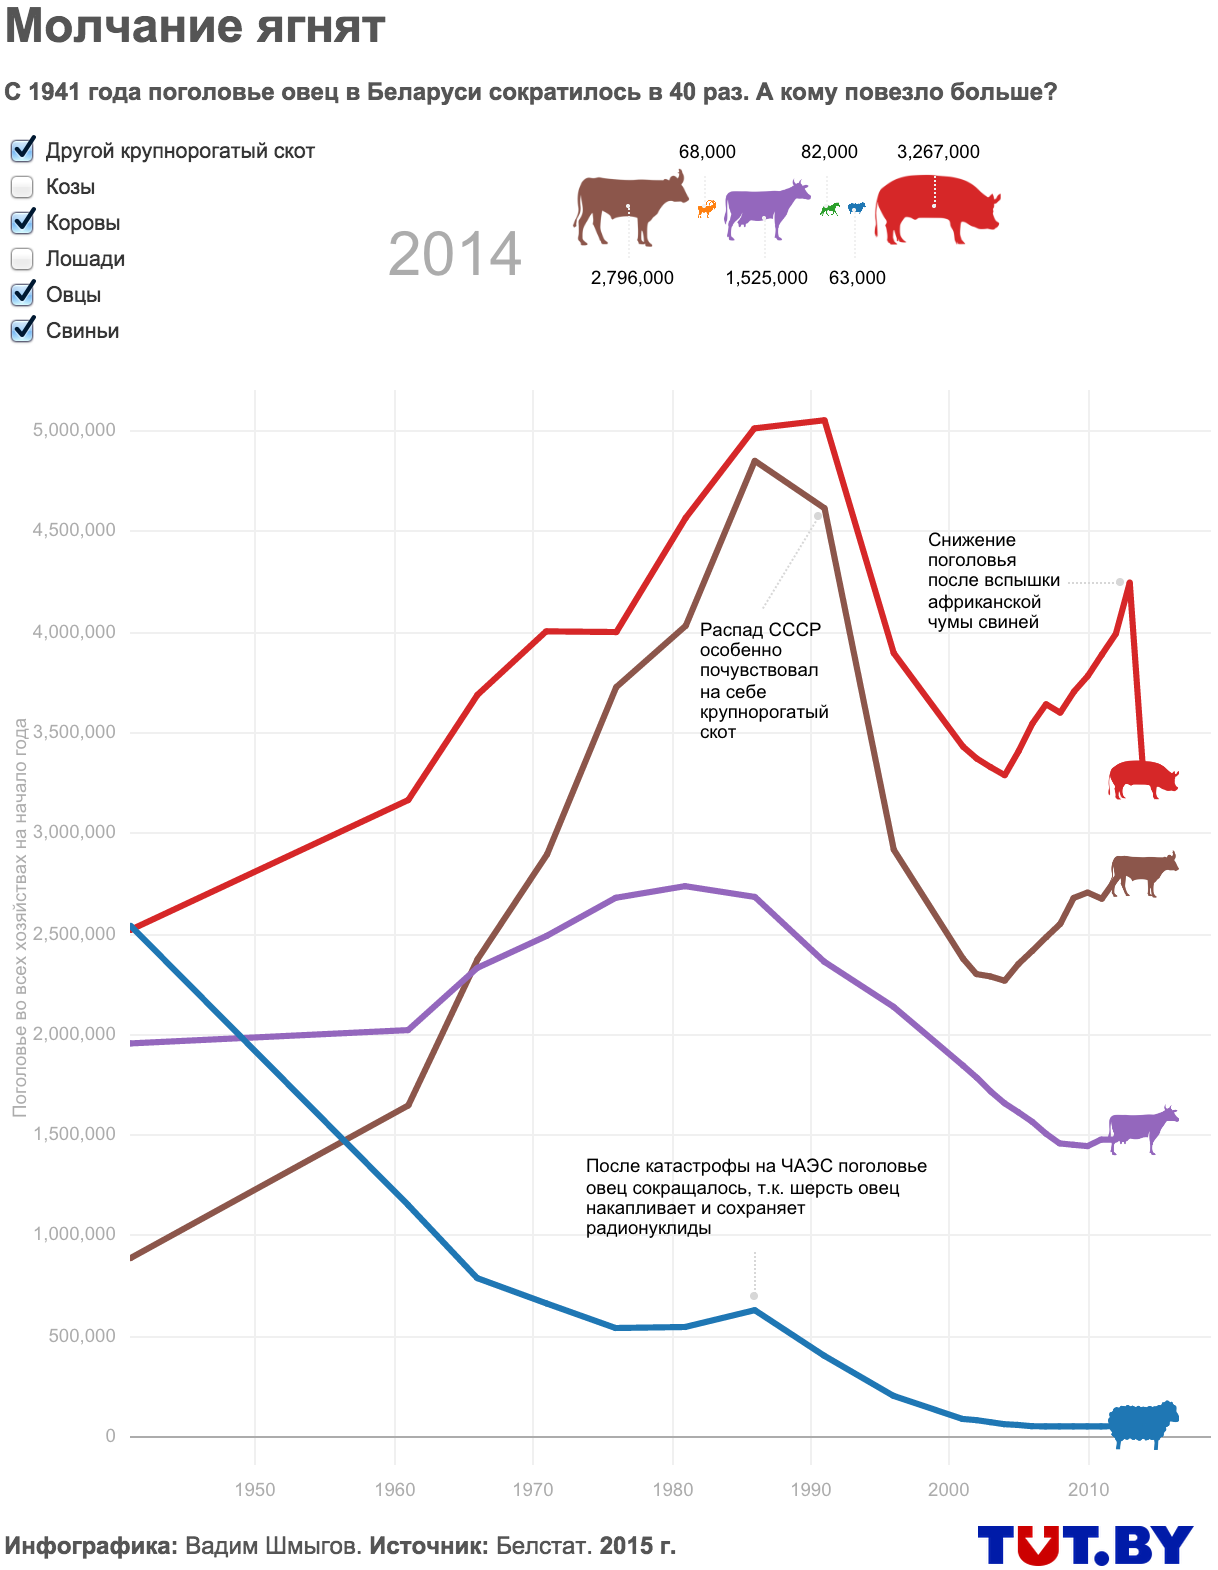 Молчание ягнят
С 1941 года поголовье овец в Беларуси сократилось в 40 раз. А кому повезло больше?
Другой крупнорогатый скот
Козы
Коровы
Лошади
Овцы
Свиньи
2014
68,000
82,000
3,267,000
2,796,000
1,525,000
63,000
Поголовье во всех хозяйствах на начало года
5,000,000
4,500,000
4,000,000
3,500,000
3,000,000
2,500,000
2,000,000
1,500,000
1,000,000
500,000
0
Снижение
поголовья
после вспышки
африканской
чумы свиней
Распад СССР
особенно
почувствовал
на себе
крупнорогатый
скот
После катастрофы на ЧАЭС поголовье
овец сокращалось, т.к. шерсть овец
накапливает и сохраняет
радионуклиды
1950
1960
1970
1980
1990
2000
2010
Инфографика: Вадим Шмыгов. Источник: Белстат. 2015 г.
TUT.BY